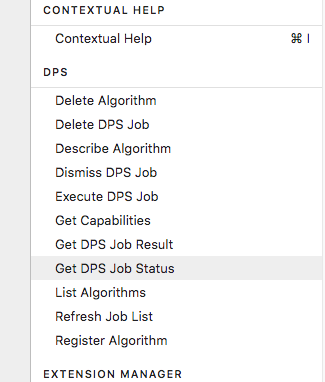 CONTEXTUAL HELP
Contextual Help ⌘ I
DPS
Delete Algorithm
Delete DPS Job
Describe Algorithm
Dismiss DPS Job
Execute DPS Job
Get Capabilities
Get DPS Job Result
Get DPS Job Status
List Algorithms
Refresh Job List
Register Algorithm
EXTENSION MANAGER